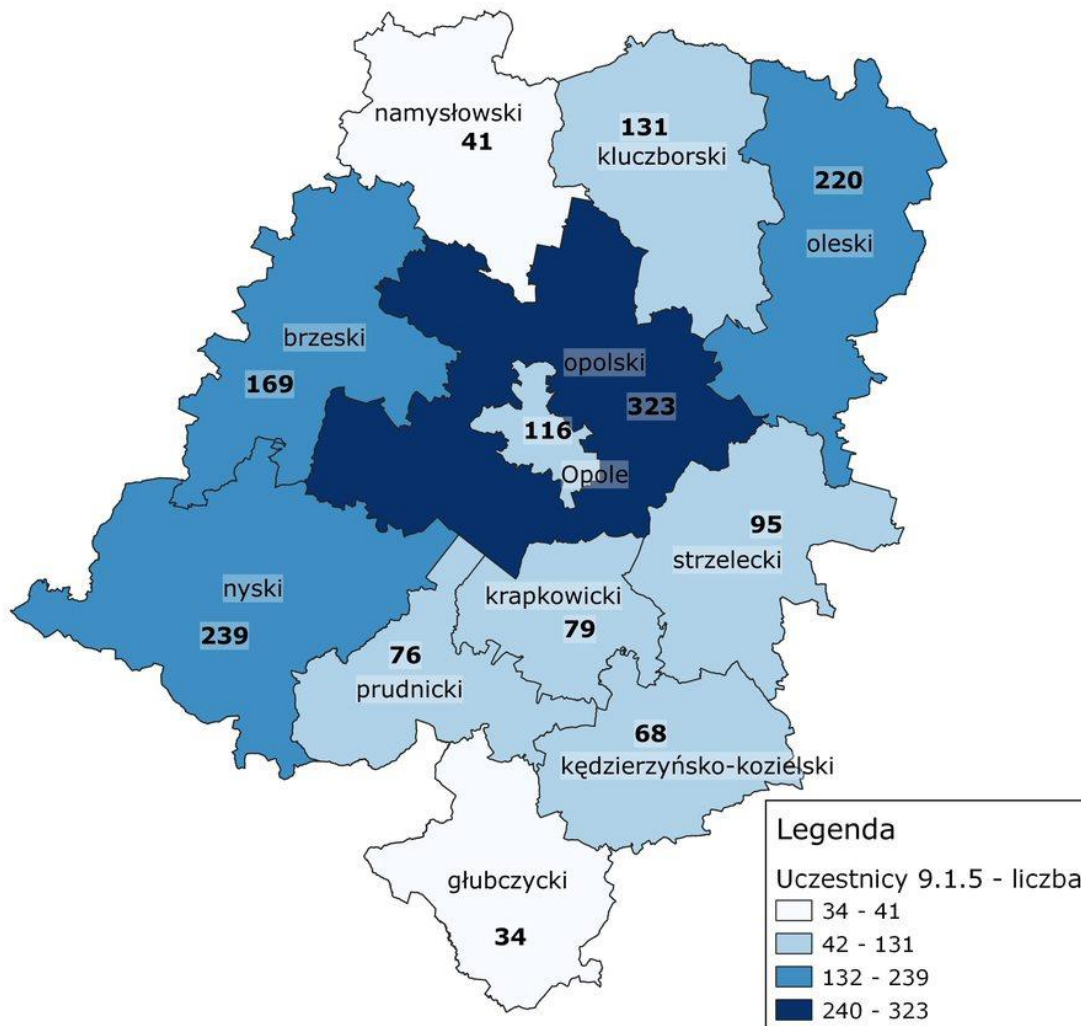 namysłowski
41
131
kluczborski
220
oleski
brzeski
169
opolski
323
116
Opole
95
strzelecki
nyski
239
krapkowicki
79
76
prudnicki
68
kędzierzyńsko-kozielski
głubczycki
34
Legenda
Uczestnicy 9.1.5 - liczba
34 - 41
42 - 131
132 - 239
240 - 323